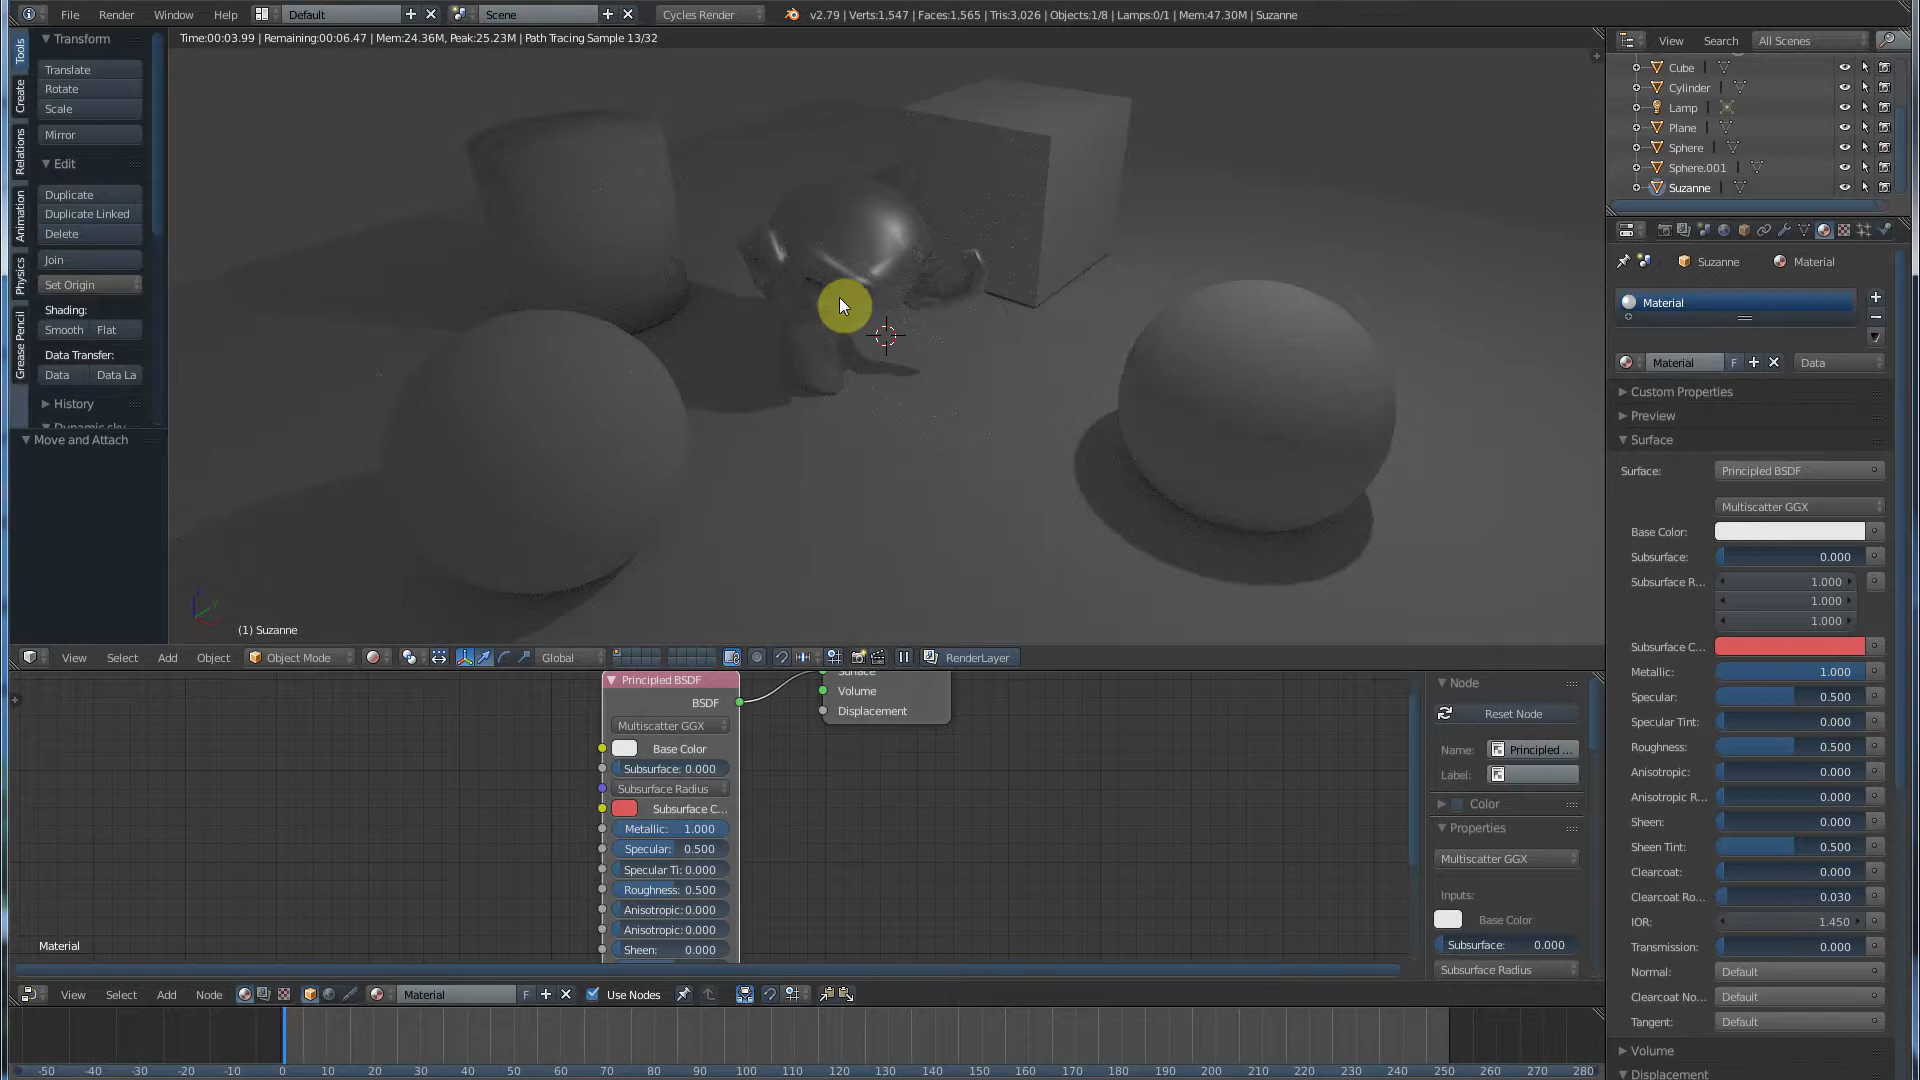 File Render Window Help Default Scene Cycles Render v2.79 | Verts:1,547 | Faces:1,565 | Tris:3,026 | Objects:1/8 | Lamps:0/1 | Mem:47.30M | Suzanne
Time:00:03.99 | Remaining:00:06.47 | Mem:24.36M, Peak:25.23M | Path Tracing Sample 13/32
Tools
Create
Relations
Animation
Physics
Grease Pencil
Transform
Translate
Rotate
Scale
Mirror
Edit
Duplicate
Duplicate Linked
Delete
Join
Set Origin
Shading:
Smooth Flat
Data Transfer:
Data Data La
History
Move and Attach
(1) Suzanne
View Select Add Object Object Mode Global RenderLayer
View Search All Scenes
Cube
Cylinder
Lamp
Plane
Sphere
Sphere.001
Suzanne
Suzanne Material
Material
Material F Data
Custom Properties
Preview
Surface
Surface: Principled BSDF
Multiscatter GGX
Base Color:
Subsurface: 0.000
Subsurface R... 1.000
1.000
1.000
Subsurface C...
Metallic: 1.000
Specular: 0.500
Specular Tint: 0.000
Roughness: 0.500
Anisotropic: 0.000
Anisotropic R... 0.000
Sheen: 0.000
Sheen Tint: 0.500
Clearcoat: 0.000
Clearcoat Ro... 0.030
IOR: 1.450
Transmission: 0.000
Normal: Default
Clearcoat No... Default
Tangent: Default
Volume
Displacement
Principled BSDF
BSDF
Multiscatter GGX
Base Color
Subsurface: 0.000
Subsurface Radius
Subsurface C...
Metallic: 1.000
Specular: 0.500
Specular Ti: 0.000
Roughness: 0.500
Anisotropic: 0.000
Anisotropic: 0.000
Sheen: 0.000
Surface
Volume
Displacement
Material
Node
Reset Node
Name: Principled ...
Label:
Color
Properties
Multiscatter GGX
Inputs:
Base Color
Subsurface: 0.000
Subsurface Radius
View Select Add Node Material F Use Nodes
-50 -40 -30 -20 -10 0 10 20 30 40 50 60 70 80 90 100 110 120 130 140 150 160 170 180 190 200 210 220 230 240 250 260 270 280